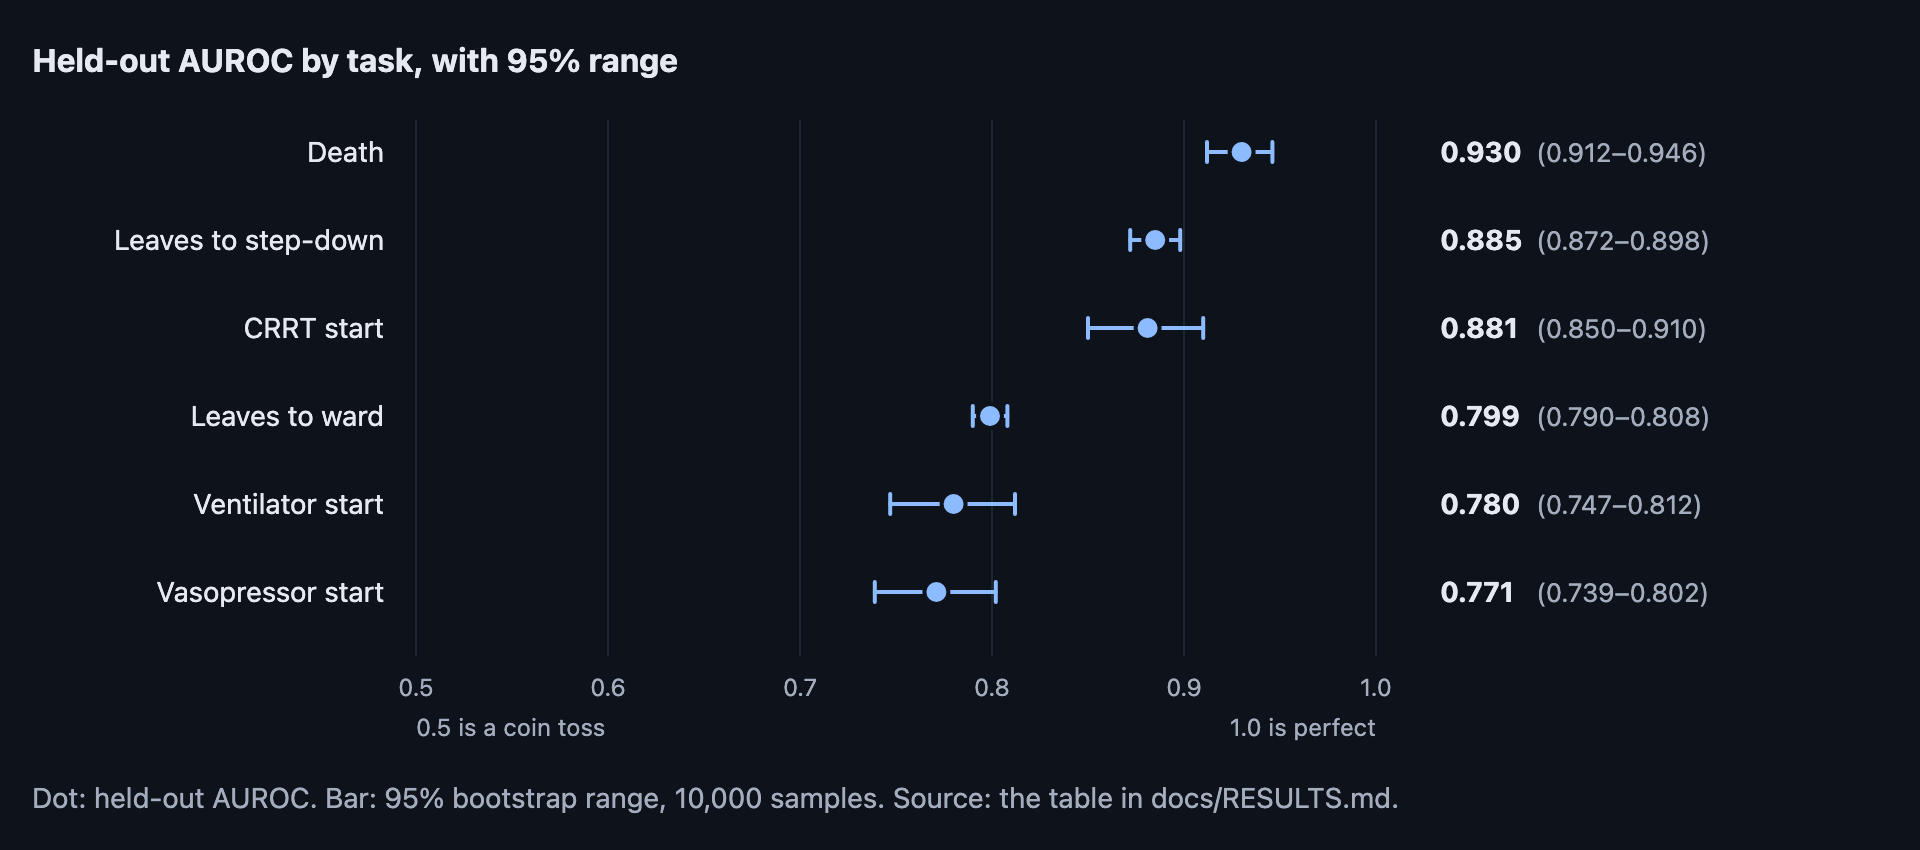 Held-out AUROC by task, with 95% range
Death 0.930 (0.912–0.946)
Leaves to step-down 0.885 (0.872–0.898)
CRRT start 0.881 (0.850–0.910)
Leaves to ward 0.799 (0.790–0.808)
Ventilator start 0.780 (0.747–0.812)
Vasopressor start 0.771 (0.739–0.802)
0.5 0.6 0.7 0.8 0.9 1.0
0.5 is a coin toss 1.0 is perfect
Dot: held-out AUROC. Bar: 95% bootstrap range, 10,000 samples. Source: the table in docs/RESULTS.md.